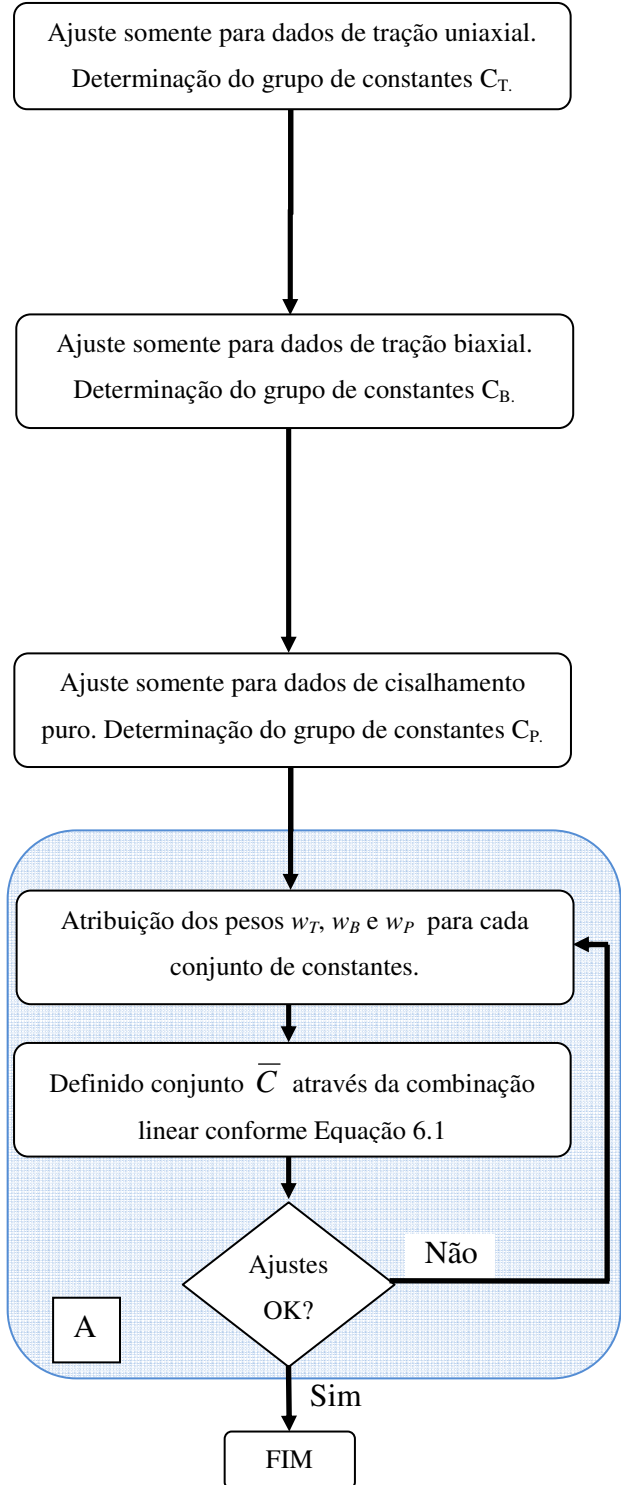 Ajuste somente para dados de tração uniaxial.
Determinação do grupo de constantes C_T.
Ajuste somente para dados de tração biaxial.
Determinação do grupo de constantes C_B.
Ajuste somente para dados de cisalhamento
puro. Determinação do grupo de constantes C_P.
Atribuição dos pesos w_T, w_B e w_P para cada
conjunto de constantes.
Definido conjunto C̅ através da combinação
linear conforme Equação 6.1
Ajustes
OK?
Não
A
Sim
FIM